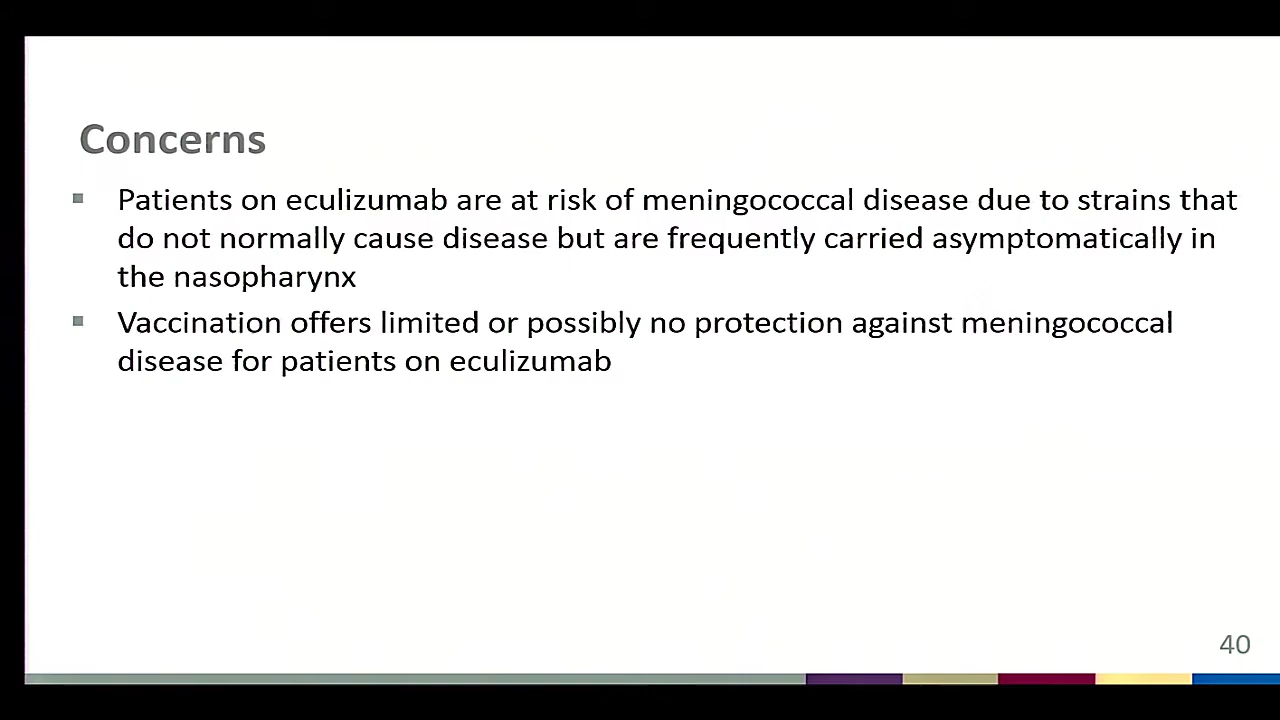 Concerns
Patients on eculizumab are at risk of meningococcal disease due to strains that
do not normally cause disease but are frequently carried asymptomatically in
the nasopharynx
Vaccination offers limited or possibly no protection against meningococcal
disease for patients on eculizumab
40